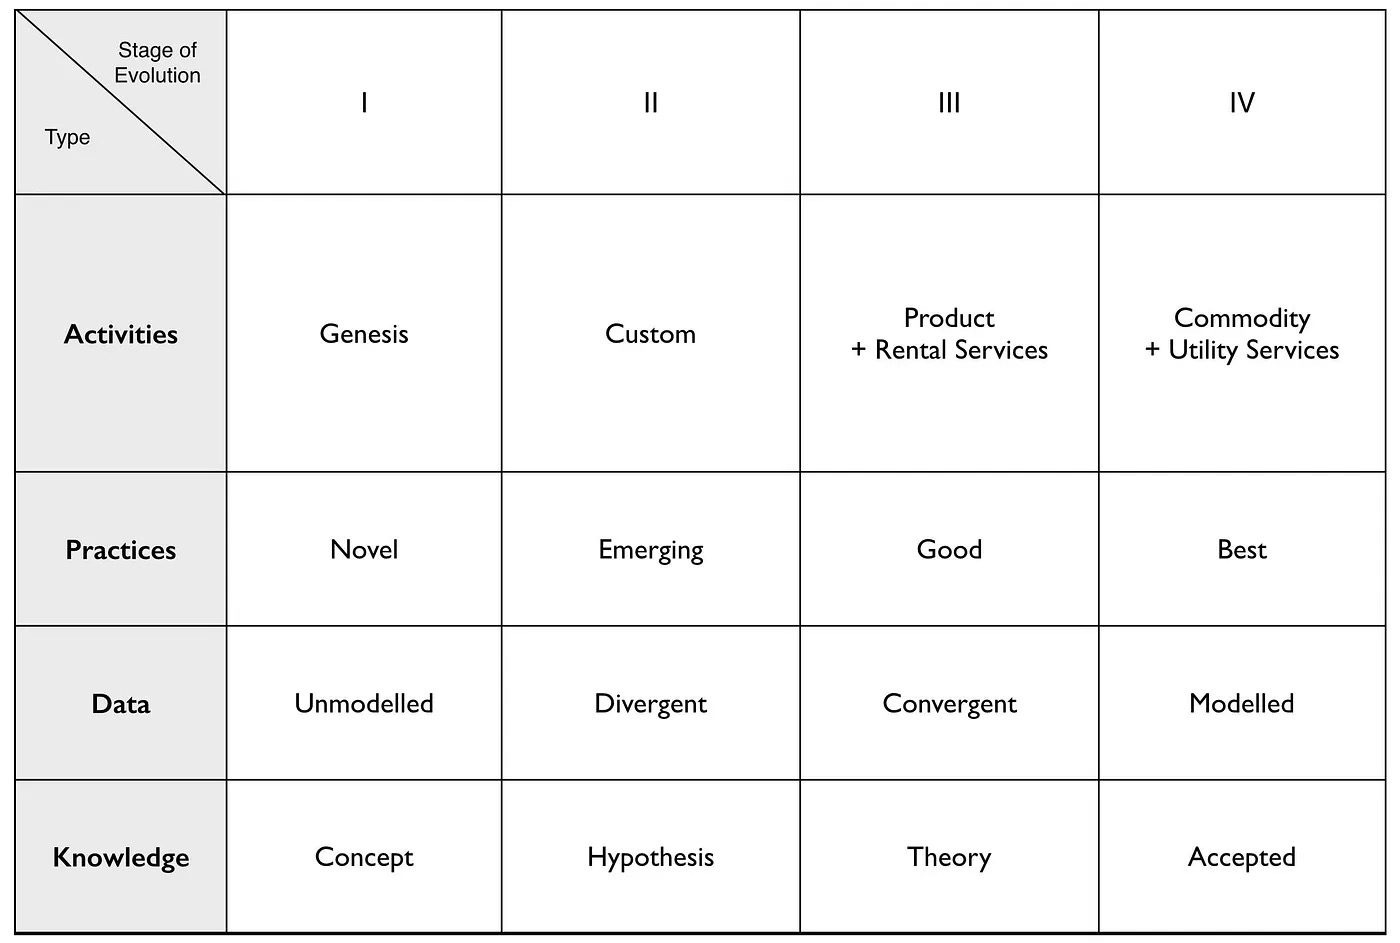 Stage of
Evolution
Type
I
II
III
IV
Activities
Genesis
Custom
Product
+ Rental Services
Commodity
+ Utility Services
Practices
Novel
Emerging
Good
Best
Data
Unmodelled
Divergent
Convergent
Modelled
Knowledge
Concept
Hypothesis
Theory
Accepted